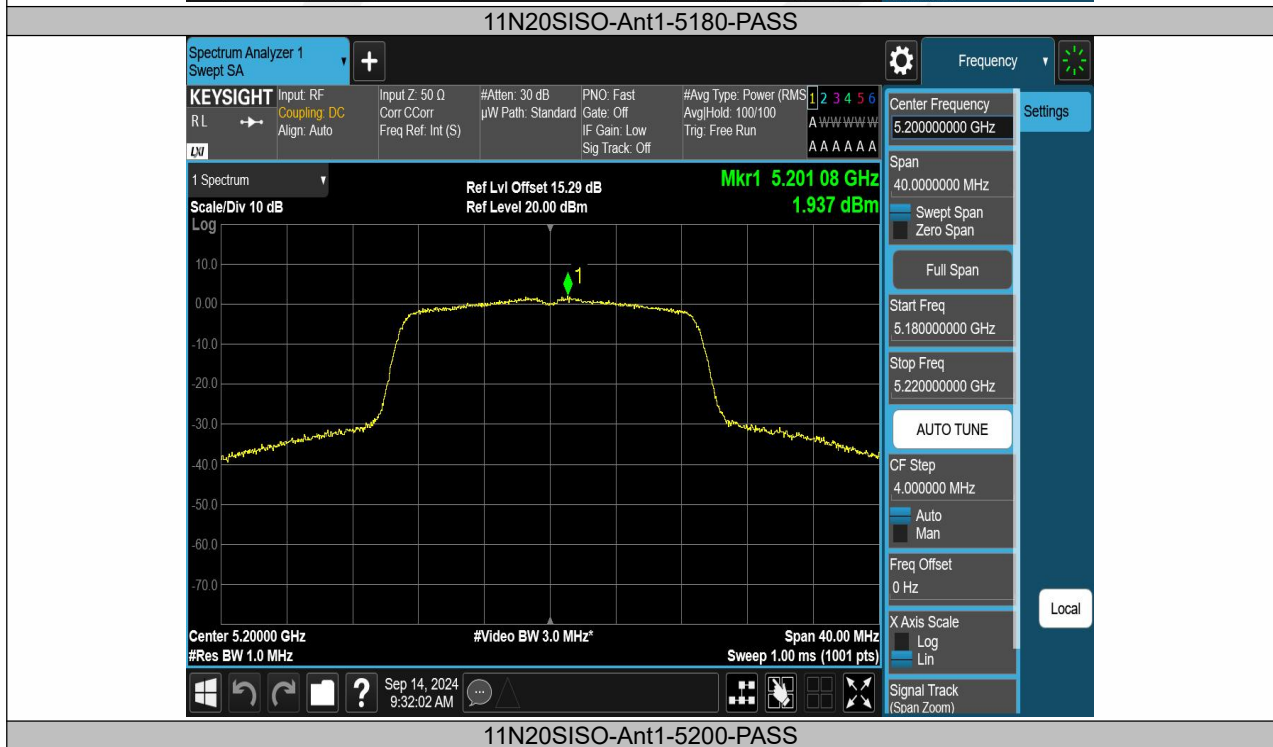 11N20SISO-Ant1-5180-PASS
Spectrum Analyzer 1
Swept SA
+
Frequency
KEYSIGHT
R L
LXI
Input: RF
Coupling: DC
Align: Auto
Input Z: 50 Ω
Corr CCorr
Freq Ref: Int (S)
#Atten: 30 dB
µW Path: Standard
PNO: Fast
Gate: Off
IF Gain: Low
Sig Track: Off
#Avg Type: Power (RMS
Avg|Hold: 100/100
Trig: Free Run
1 2 3 4 5 6
A W W W W W
A A A A A A
1 Spectrum
Scale/Div 10 dB
Log
Ref Lvl Offset 15.29 dB
Ref Level 20.00 dBm
Mkr1 5.201 08 GHz
1.937 dBm
1
10.0
0.00
-10.0
-20.0
-30.0
-40.0
-50.0
-60.0
-70.0
Center 5.20000 GHz
#Res BW 1.0 MHz
#Video BW 3.0 MHz*
Span 40.00 MHz
Sweep 1.00 ms (1001 pts)
Center Frequency
5.200000000 GHz
Span
40.0000000 MHz
Swept Span
Zero Span
Full Span
Start Freq
5.180000000 GHz
Stop Freq
5.220000000 GHz
AUTO TUNE
CF Step
4.000000 MHz
Auto
Man
Freq Offset
0 Hz
X Axis Scale
Log
Lin
Signal Track
(Span Zoom)
Settings
Local
?
Sep 14, 2024
9:32:02 AM
11N20SISO-Ant1-5200-PASS